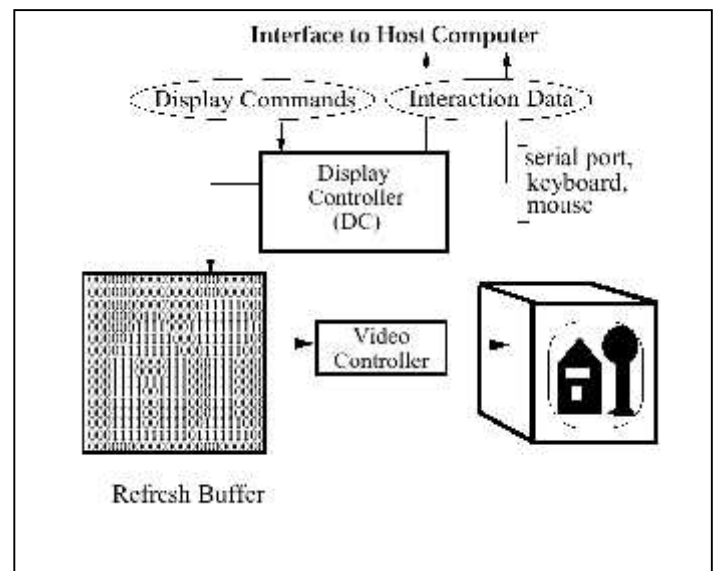 Interface to Host Computer
Display Commands
Interaction Data
Display
Controller
(DC)
serial port,
keyboard,
mouse
Video
Controller
Refresh Buffer